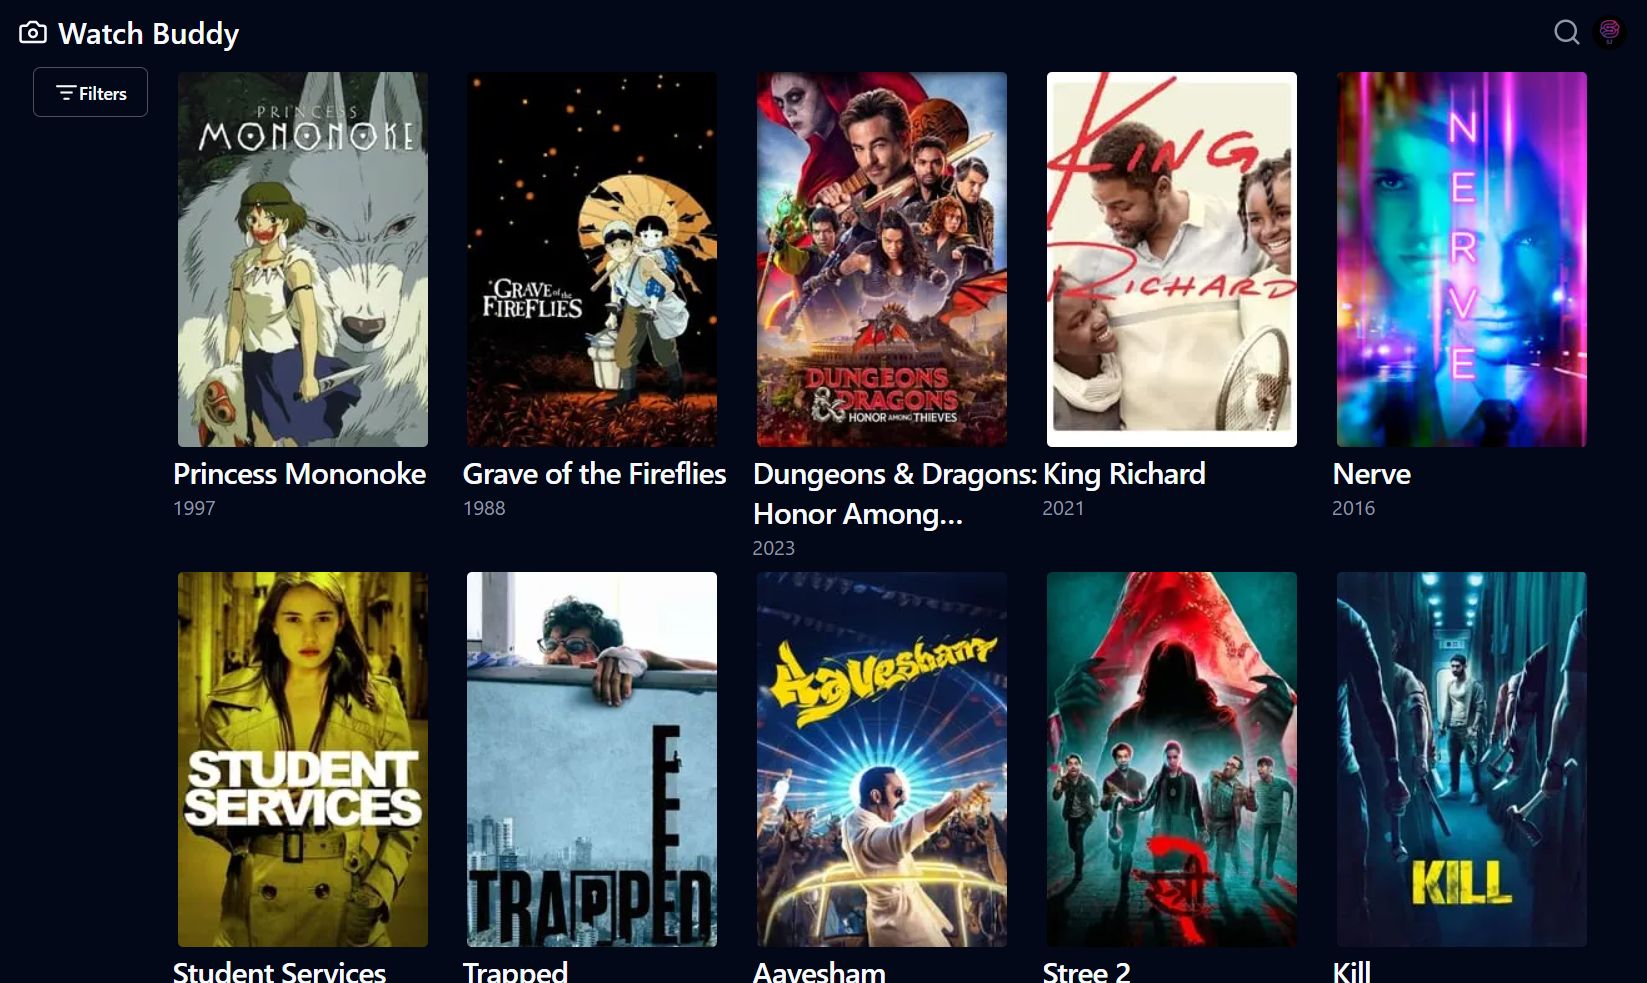 Watch Buddy
Filters
PRINCESS
MONONOKE
GRAVE of the
FIREFLIES
DUNGEONS
& DRAGONS
HONOR AMONG THIEVES
KING
RICHARD
NERVE
Princess Mononoke
1997
Grave of the Fireflies
1988
Dungeons & Dragons:
Honor Among...
2023
King Richard
2021
Nerve
2016
STUDENT
SERVICES
FREE
TRAPPED
Aavesham
स्त्री २
KILL
Student Services
Trapped
Aavesham
Stree 2
Kill